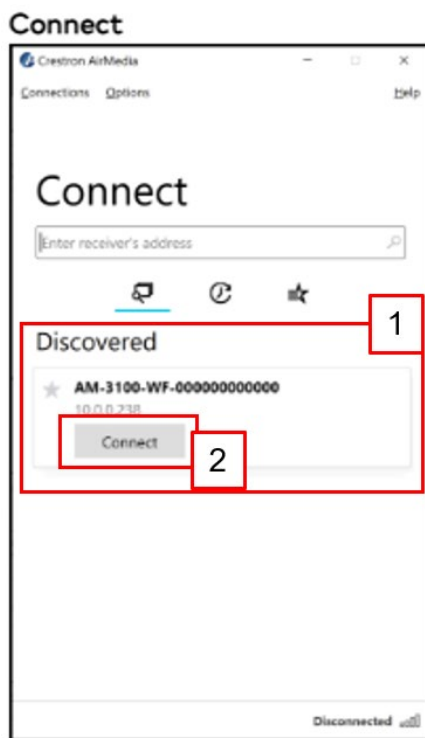 Connect
Crestron AirMedia
Connections Options Help
Connect
Enter receiver's address
1
Discovered
AM-3100-WF-000000000000
10.0.0.238
Connect
2
Disconnected